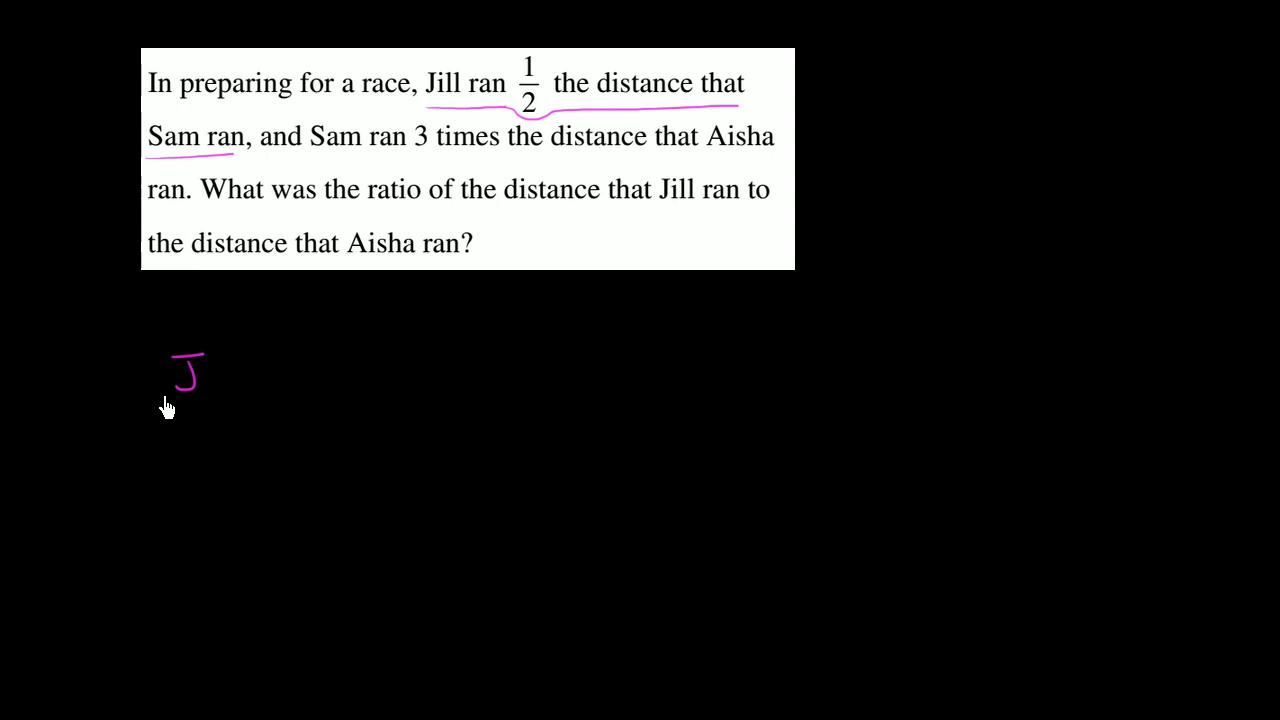 In preparing for a race, Jill ran 1/2 the distance that
Sam ran, and Sam ran 3 times the distance that Aisha
ran. What was the ratio of the distance that Jill ran to
the distance that Aisha ran?
J